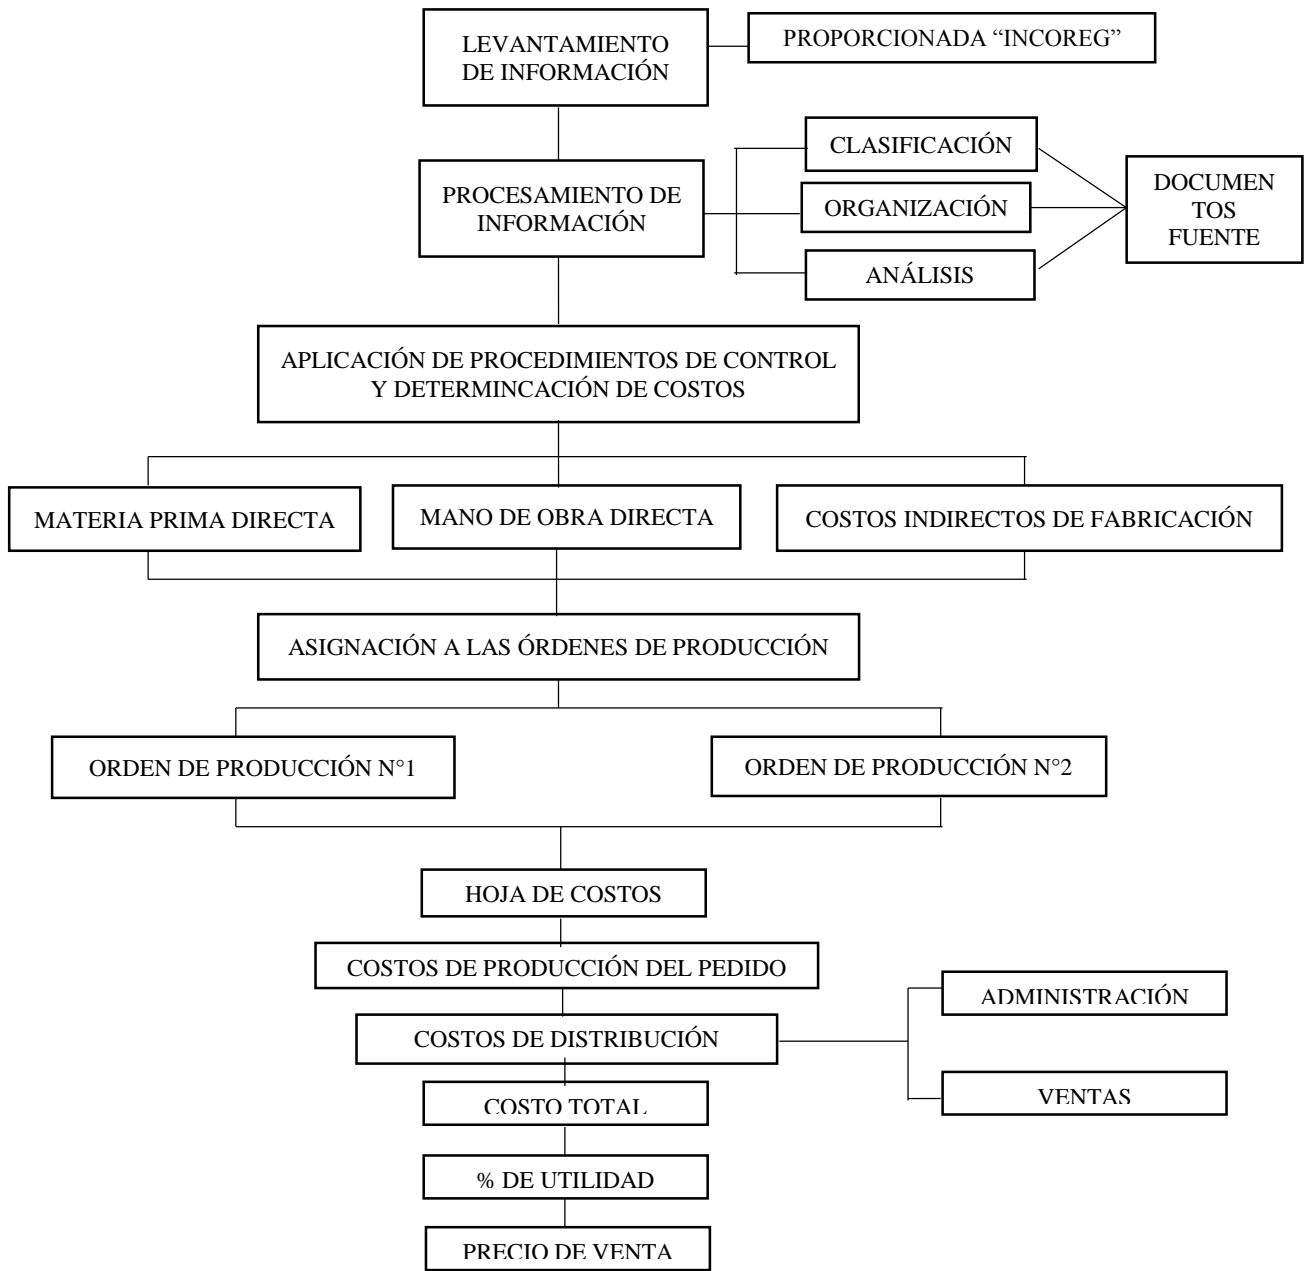 LEVANTAMIENTO
DE INFORMACIÓN
PROPORCIONADA “INCOREG”
PROCESAMIENTO DE
INFORMACIÓN
CLASIFICACIÓN
ORGANIZACIÓN
ANÁLISIS
DOCUMEN
TOS
FUENTE
APLICACIÓN DE PROCEDIMIENTOS DE CONTROL
Y DETERMINCACIÓN DE COSTOS
MATERIA PRIMA DIRECTA
MANO DE OBRA DIRECTA
COSTOS INDIRECTOS DE FABRICACIÓN
ASIGNACIÓN A LAS ÓRDENES DE PRODUCCIÓN
ORDEN DE PRODUCCIÓN N°1
ORDEN DE PRODUCCIÓN N°2
HOJA DE COSTOS
COSTOS DE PRODUCCIÓN DEL PEDIDO
COSTOS DE DISTRIBUCIÓN
ADMINISTRACIÓN
VENTAS
COSTO TOTAL
% DE UTILIDAD
PRECIO DE VENTA